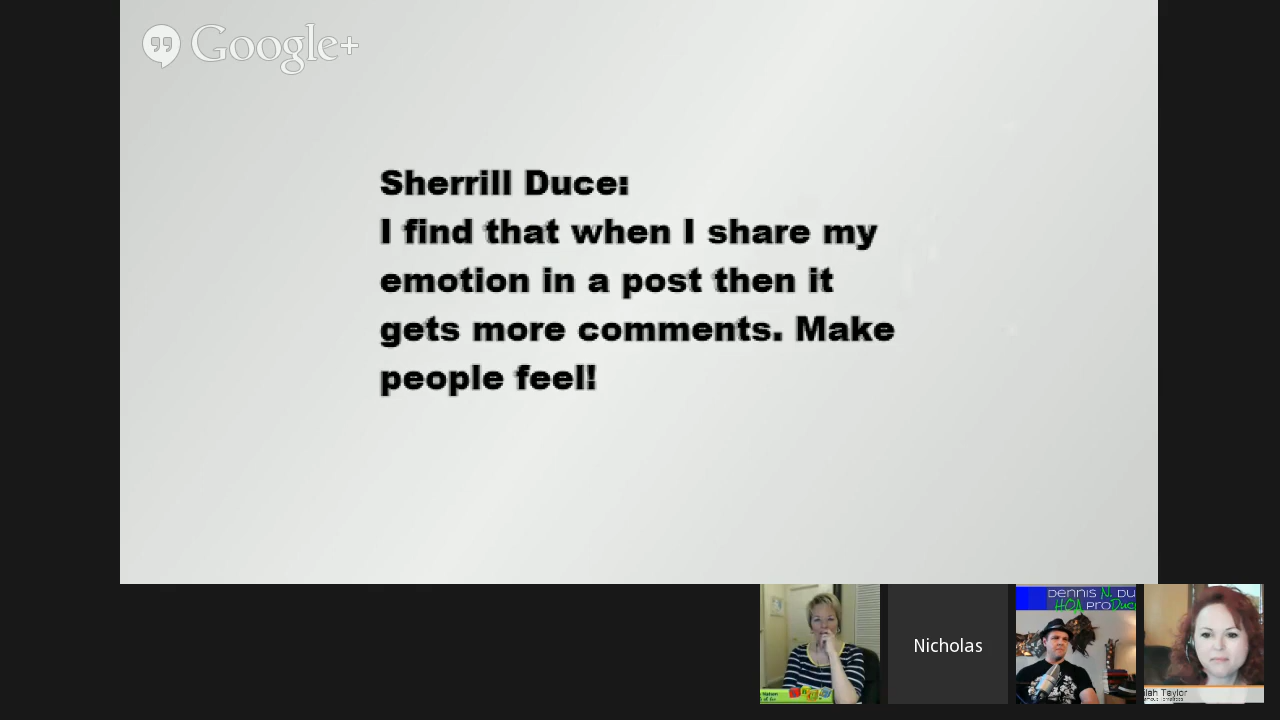 Google+
Sherrill Duce:
I find that when I share my
emotion in a post then it
gets more comments. Make
people feel!
Nicholas
Dennis N. Du
HOA ProDuc
ilah Taylor